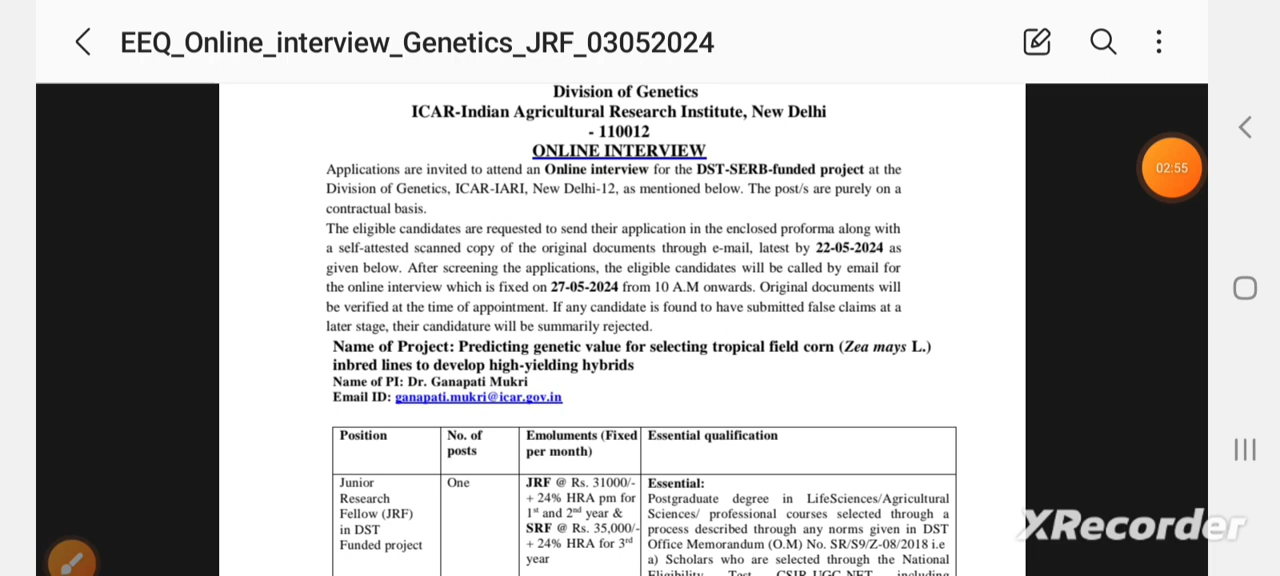 EEQ_Online_interview_Genetics_JRF_03052024
Division of Genetics
ICAR-Indian Agricultural Research Institute, New Delhi
- 110012
ONLINE INTERVIEW
Applications are invited to attend an Online interview for the DST-SERB-funded project at the
Division of Genetics, ICAR-IARI, New Delhi-12, as mentioned below. The post/s are purely on a
contractual basis.
The eligible candidates are requested to send their application in the enclosed proforma along with
a self-attested scanned copy of the original documents through e-mail, latest by 22-05-2024 as
given below. After screening the applications, the eligible candidates will be called by email for
the online interview which is fixed on 27-05-2024 from 10 A.M onwards. Original documents will
be verified at the time of appointment. If any candidate is found to have submitted false claims at a
later stage, their candidature will be summarily rejected.
Name of Project: Predicting genetic value for selecting tropical field corn (Zea mays L.)
inbred lines to develop high-yielding hybrids
Name of PI: Dr. Ganapati Mukri
Email ID: ganapati.mukri@icar.gov.in
Position
No. of
posts
Emoluments (Fixed
per month)
Essential qualification
Junior
Research
Fellow (JRF)
in DST
Funded project
One
JRF @ Rs. 31000/-
+ 24% HRA pm for
1st and 2nd year &
SRF @ Rs. 35,000/-
+ 24% HRA for 3rd
year
Essential:
Postgraduate degree in LifeSciences/Agricultural
Sciences/ professional courses selected through a
process described through any norms given in DST
Office Memorandum (O.M) No. SR/S9/Z-08/2018 i.e
a) Scholars who are selected through the National
Eligibility Test CSIR UGC NET including
02:55
XRecorder